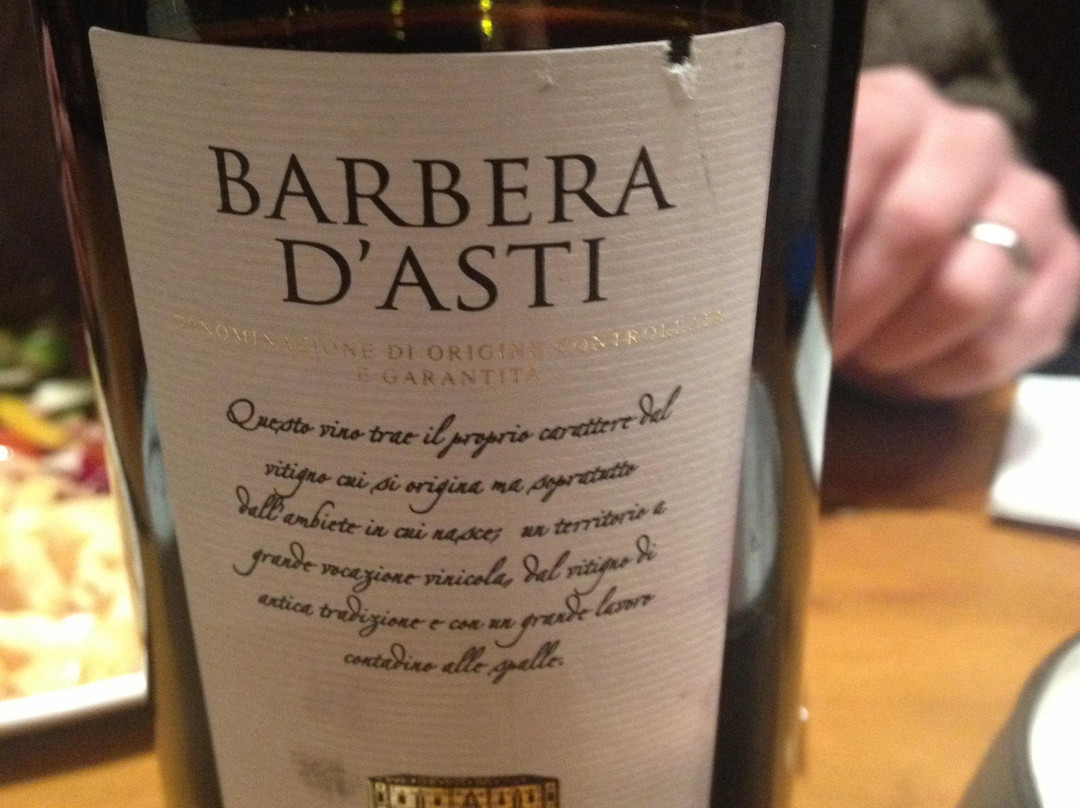 BARBERA
D'ASTI
DENOMINAZIONE DI ORIGINE CONTROLLATA
E GARANTITA
Questo vino trae il proprio carattere dal
vitigno cui si origina ma sopratutto
dall'ambiete in cui nasce; un territorio a
grande vocazione vinicola, dal vitigno di
antica tradizione e con un grande lavoro
contadino alle spalle.